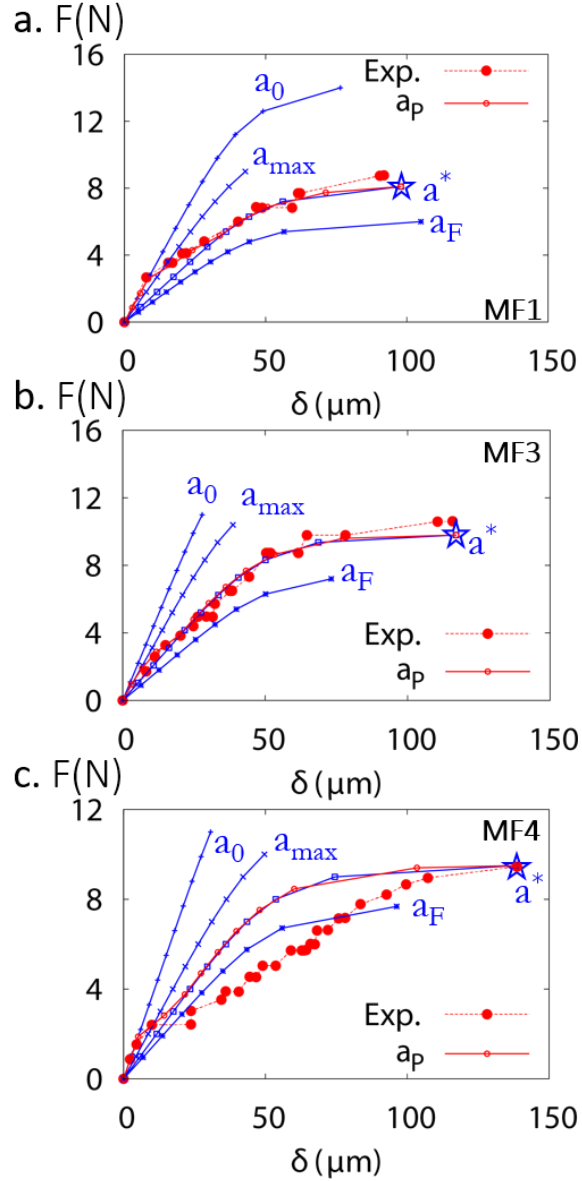 a. F(N)
16
12
8
4
0
a0
amax
Exp.
aP
a*
aF
MF1
0 50 100 150
δ (μm)
b. F(N)
16
12
8
4
0
MF3
a0
amax
a*
aF
Exp.
aP
0 50 100 150
δ (μm)
c. F(N)
12
8
4
0
MF4
a0
amax
a*
aF
Exp.
aP
0 50 100 150
δ (μm)